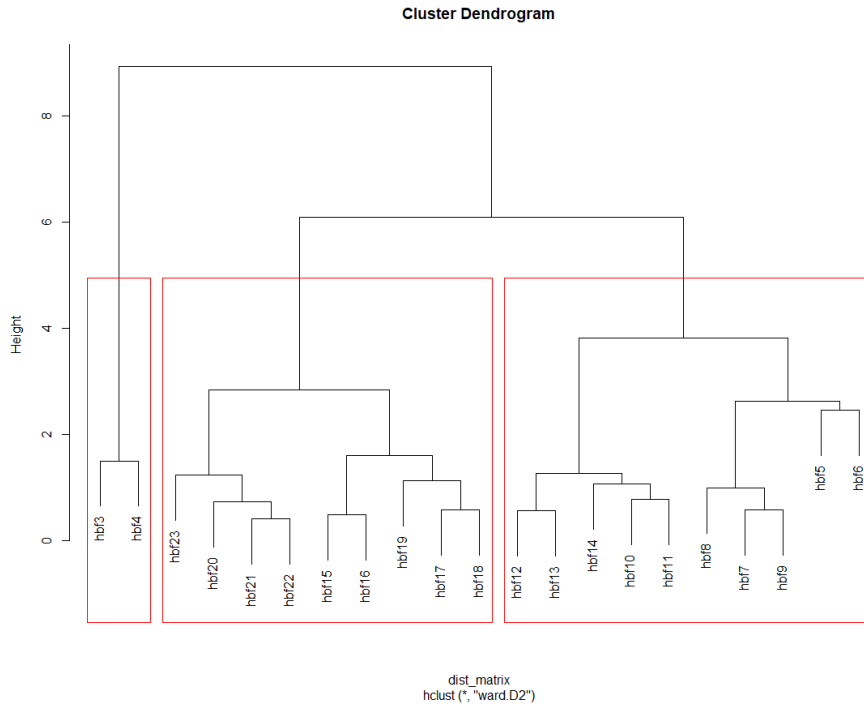 Cluster Dendrogram
Height
8
6
4
2
0
hbf3
hbf4
hbf23
hbf20
hbf21
hbf22
hbf15
hbf16
hbf19
hbf17
hbf18
hbf12
hbf13
hbf14
hbf10
hbf11
hbf8
hbf7
hbf9
hbf5
hbf6
dist_matrix
hclust (*, "ward.D2")